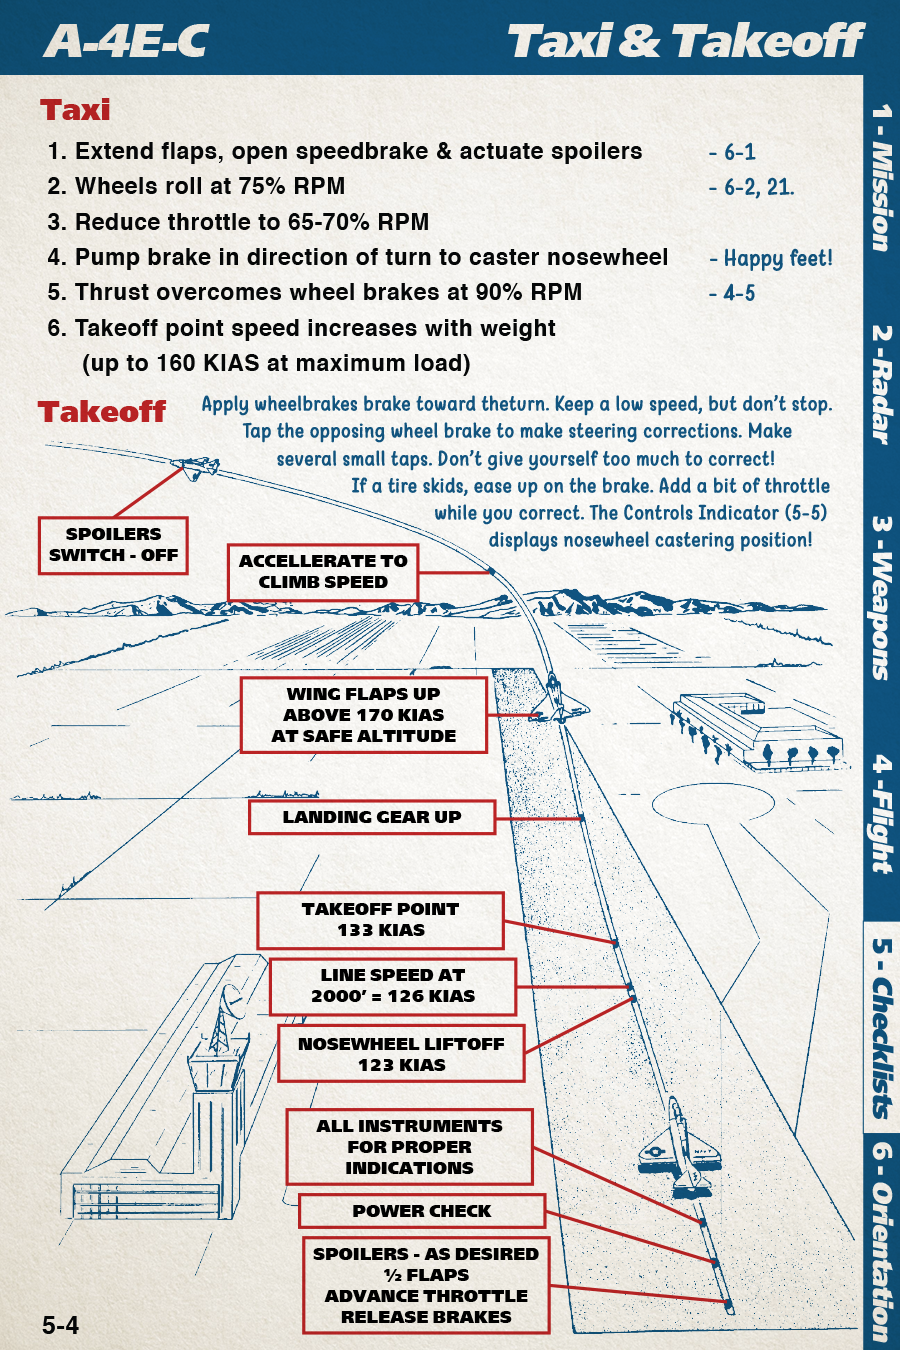 A-4E-C
Taxi & Takeoff
Taxi
1. Extend flaps, open speedbrake & actuate spoilers - 6-1
2. Wheels roll at 75% RPM - 6-2, 21.
3. Reduce throttle to 65-70% RPM
4. Pump brake in direction of turn to caster nosewheel - Happy feet!
5. Thrust overcomes wheel brakes at 90% RPM - 4-5
6. Takeoff point speed increases with weight
(up to 160 KIAS at maximum load)
Takeoff
Apply wheelbrakes brake toward theturn. Keep a low speed, but don't stop.
Tap the opposing wheel brake to make steering corrections. Make
several small taps. Don't give yourself too much to correct!
If a tire skids, ease up on the brake. Add a bit of throttle
while you correct. The Controls Indicator (5-5)
displays nosewheel castering position!
SPOILERS
SWITCH - OFF
ACCELLERATE TO
CLIMB SPEED
WING FLAPS UP
ABOVE 170 KIAS
AT SAFE ALTITUDE
LANDING GEAR UP
TAKEOFF POINT
133 KIAS
LINE SPEED AT
2000' = 126 KIAS
NOSEWHEEL LIFTOFF
123 KIAS
ALL INSTRUMENTS
FOR PROPER
INDICATIONS
POWER CHECK
SPOILERS - AS DESIRED
½ FLAPS
ADVANCE THROTTLE
RELEASE BRAKES
5-4
1 - Mission
2 -Radar
3 -Weapons
4 -Flight
5 - Checklists
6 - Orientation